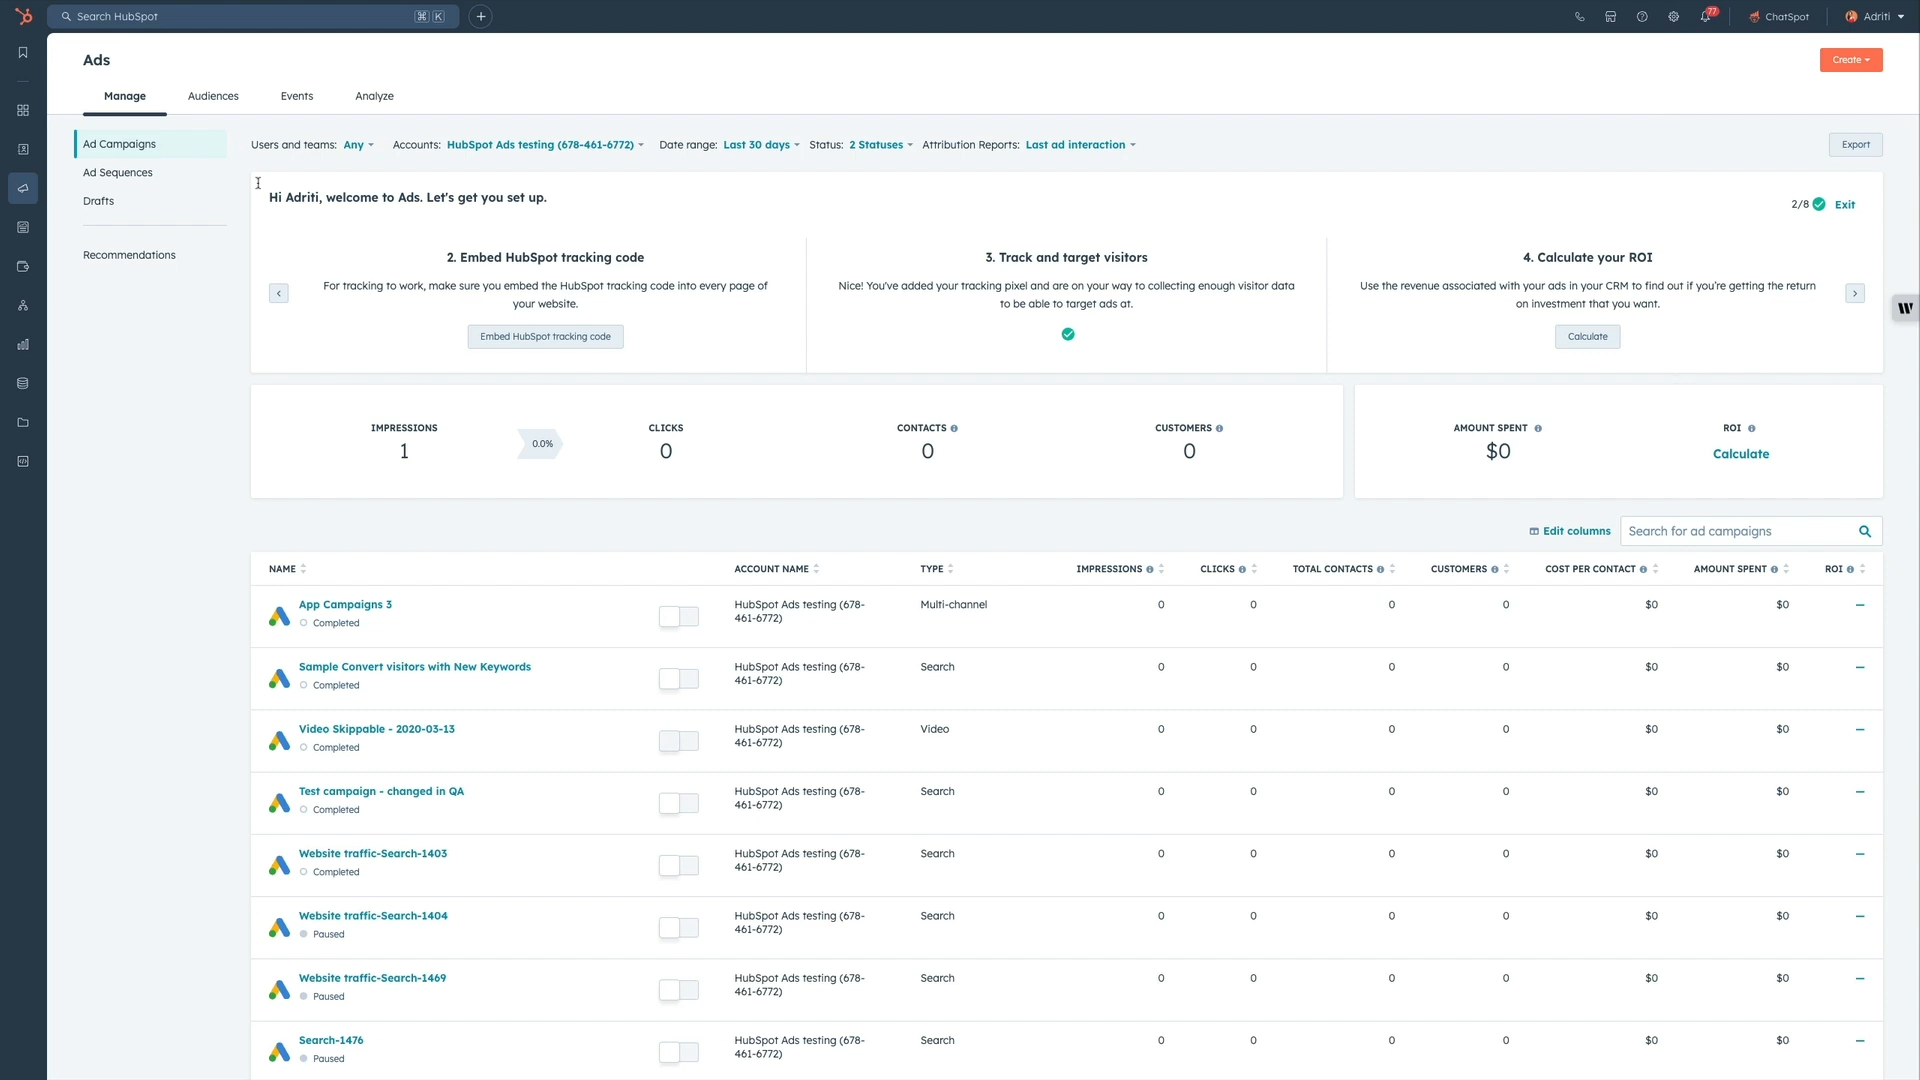 Search HubSpot ⌘ K
77
ChatSpot
Adriti
Ads
Create
Manage Audiences Events Analyze
Ad Campaigns
Ad Sequences
Drafts
Recommendations
Users and teams: Any Accounts: HubSpot Ads testing (678-461-6772) Date range: Last 30 days Status: 2 Statuses Attribution Reports: Last ad interaction
Export
Hi Adriti, welcome to Ads. Let's get you set up.
2/8 Exit
2. Embed HubSpot tracking code
For tracking to work, make sure you embed the HubSpot tracking code into every page of
your website.
Embed HubSpot tracking code
3. Track and target visitors
Nice! You've added your tracking pixel and are on your way to collecting enough visitor data
to be able to target ads at.
4. Calculate your ROI
Use the revenue associated with your ads in your CRM to find out if you're getting the return
on investment that you want.
Calculate
IMPRESSIONS
1
0.0%
CLICKS
0
CONTACTS
0
CUSTOMERS
0
AMOUNT SPENT
$0
ROI
Calculate
Edit columns
Search for ad campaigns
NAME ACCOUNT NAME TYPE IMPRESSIONS CLICKS TOTAL CONTACTS CUSTOMERS COST PER CONTACT AMOUNT SPENT ROI
App Campaigns 3 HubSpot Ads testing (678- Multi-channel 0 0 0 0 $0 $0 –
Completed 461-6772)
Sample Convert visitors with New Keywords HubSpot Ads testing (678- Search 0 0 0 0 $0 $0 –
Completed 461-6772)
Video Skippable - 2020-03-13 HubSpot Ads testing (678- Video 0 0 0 0 $0 $0 –
Completed 461-6772)
Test campaign - changed in QA HubSpot Ads testing (678- Search 0 0 0 0 $0 $0 –
Completed 461-6772)
Website traffic-Search-1403 HubSpot Ads testing (678- Search 0 0 0 0 $0 $0 –
Completed 461-6772)
Website traffic-Search-1404 HubSpot Ads testing (678- Search 0 0 0 0 $0 $0 –
Paused 461-6772)
Website traffic-Search-1469 HubSpot Ads testing (678- Search 0 0 0 0 $0 $0 –
Paused 461-6772)
Search-1476 HubSpot Ads testing (678- Search 0 0 0 0 $0 $0 –
Paused 461-6772)